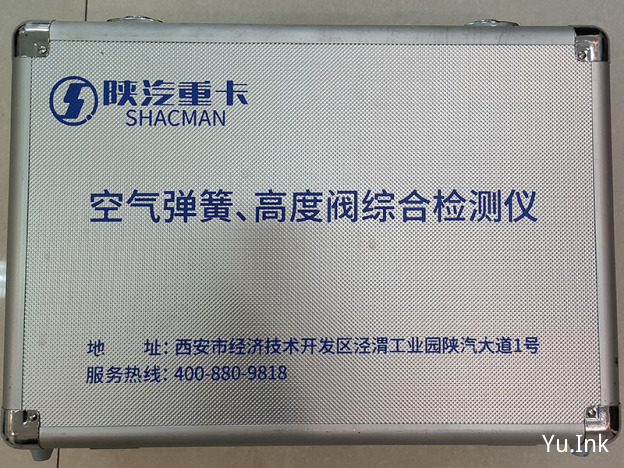 陕汽重卡
SHACMAN
空气弹簧、高度阀综合检测仪
地 址：西安市经济技术开发区泾渭工业园陕汽大道1号
服务热线：400-880-9818
Yu.Ink